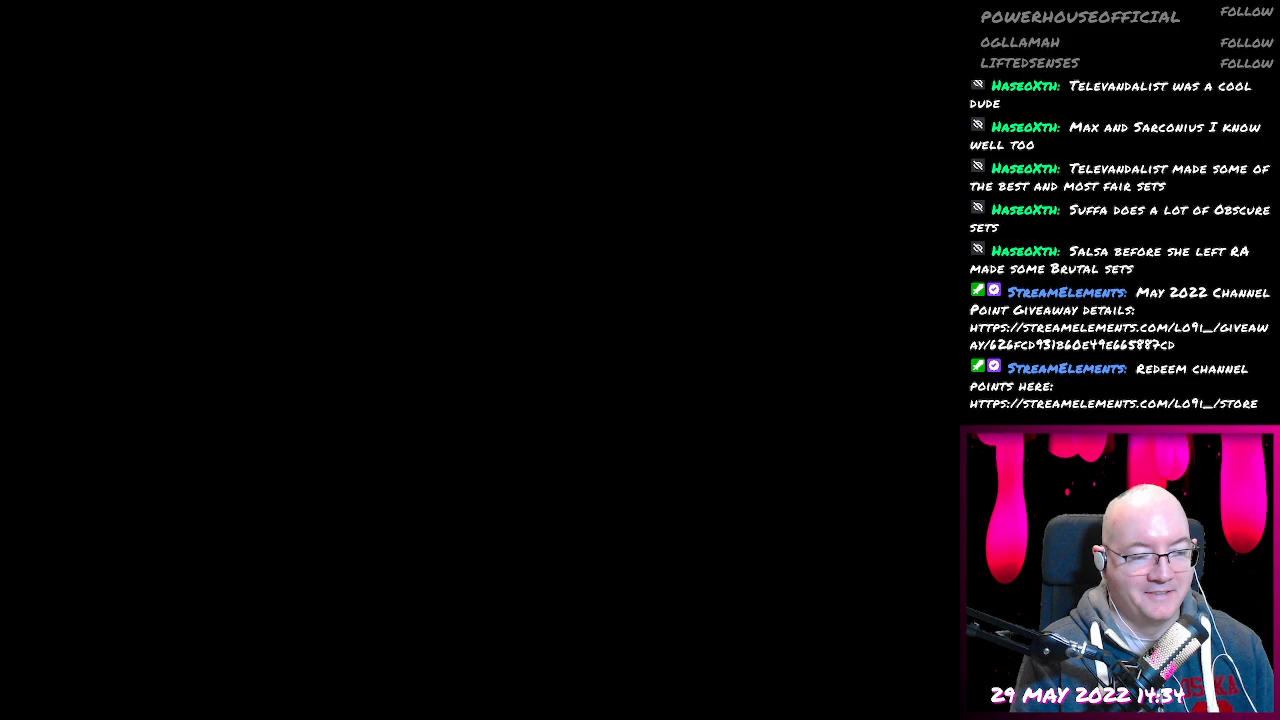 POWERHOUSEOFFICIAL FOLLOW
OGLLAMAH FOLLOW
LIFTEDSENSES FOLLOW
HaseoXth: Televandalist was a cool
dude
HaseoXth: Max and Sarconius I know
well too
HaseoXth: Televandalist made some of
the best and most fair sets
HaseoXth: Suffa does a lot of Obscure
sets
HaseoXth: Salsa before she left RA
made some Brutal sets
StreamElements: May 2022 Channel
Point Giveaway details:
https://streamelements.com/lo9i_/giveaw
ay/626fcd931b60e49e665887cd
StreamElements: Redeem channel
points here:
https://streamelements.com/lo9i_/store
29 MAY 2022 14:34